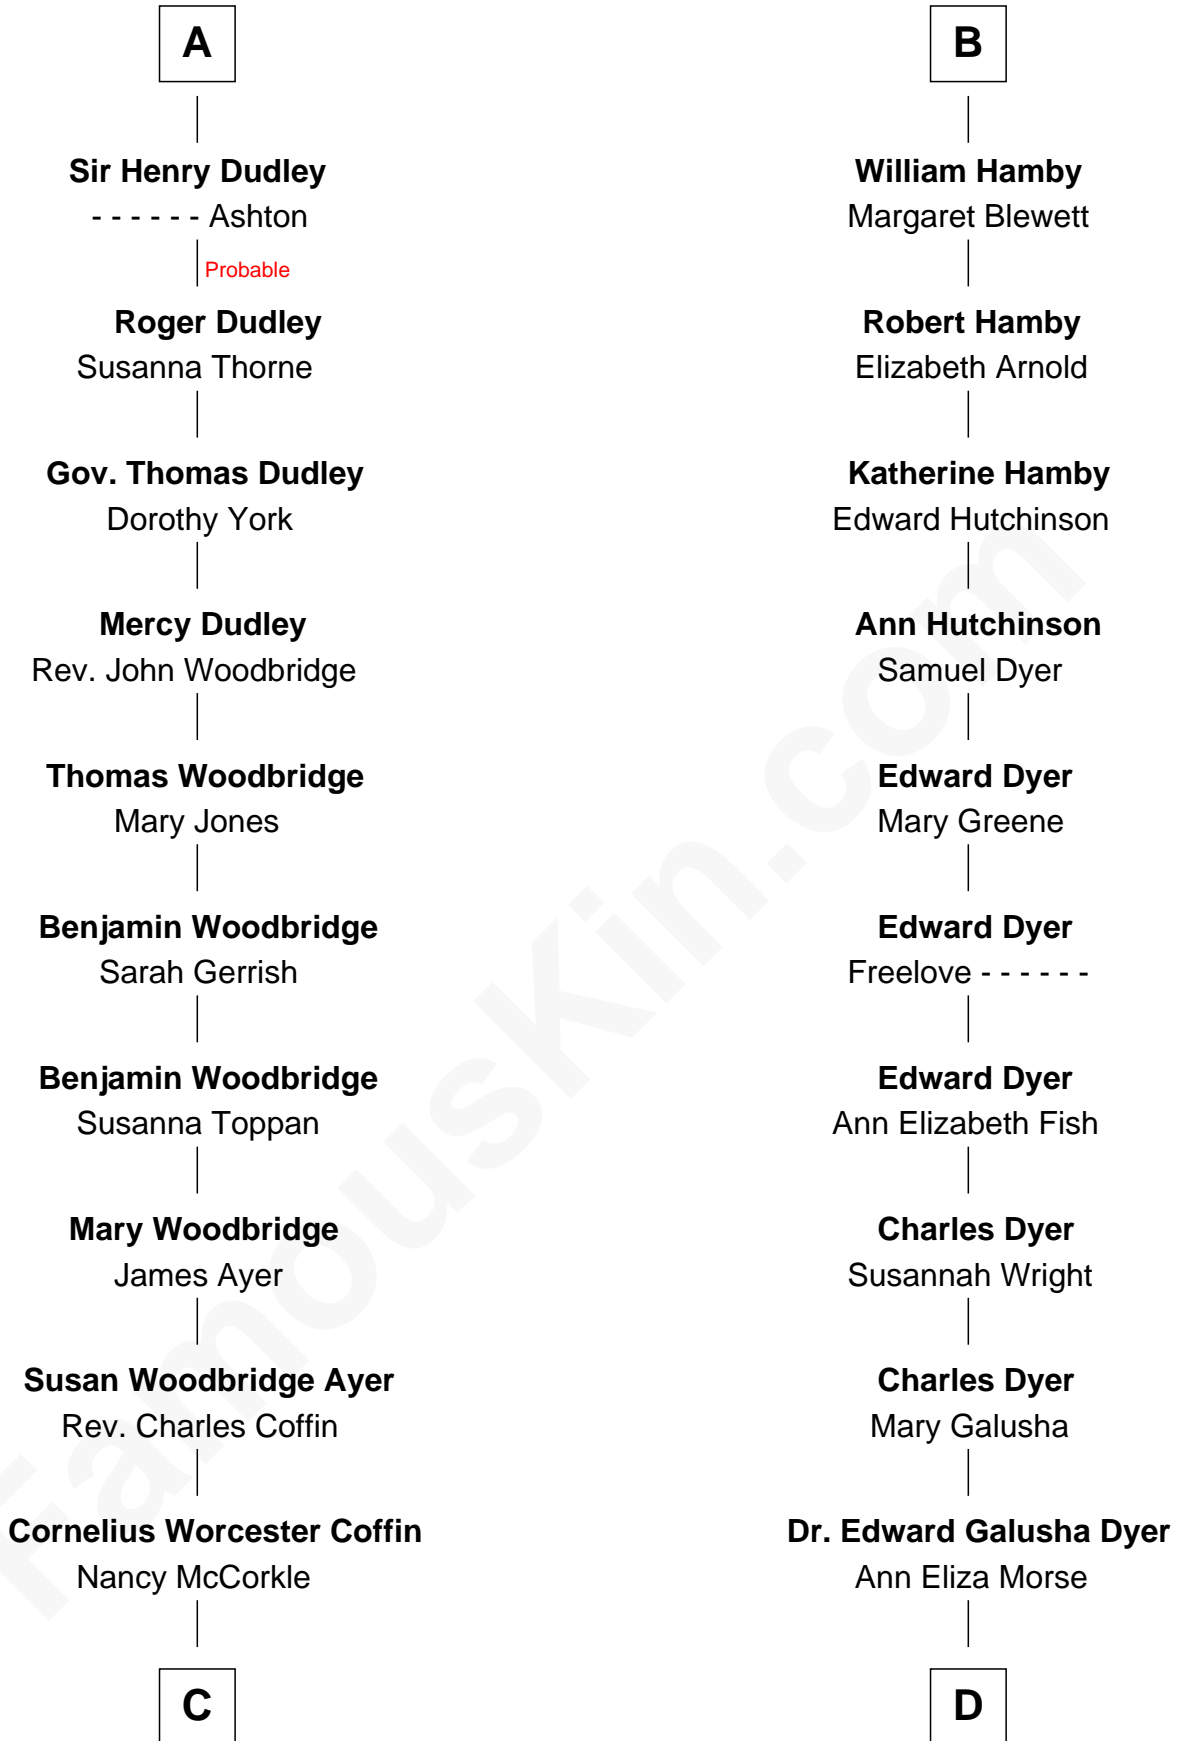 A
Sir Henry Dudley
- - - - - - Ashton
Probable
Roger Dudley
Susanna Thorne
Gov. Thomas Dudley
Dorothy York
Mercy Dudley
Rev. John Woodbridge
Thomas Woodbridge
Mary Jones
Benjamin Woodbridge
Sarah Gerrish
Benjamin Woodbridge
Susanna Toppan
Mary Woodbridge
James Ayer
Susan Woodbridge Ayer
Rev. Charles Coffin
Cornelius Worcester Coffin
Nancy McCorkle
C
B
William Hamby
Margaret Blewett
Robert Hamby
Elizabeth Arnold
Katherine Hamby
Edward Hutchinson
Ann Hutchinson
Samuel Dyer
Edward Dyer
Mary Greene
Edward Dyer
Freelove - - - - - -
Edward Dyer
Ann Elizabeth Fish
Charles Dyer
Susannah Wright
Charles Dyer
Mary Galusha
Dr. Edward Galusha Dyer
Ann Eliza Morse
D
FamousKin.com